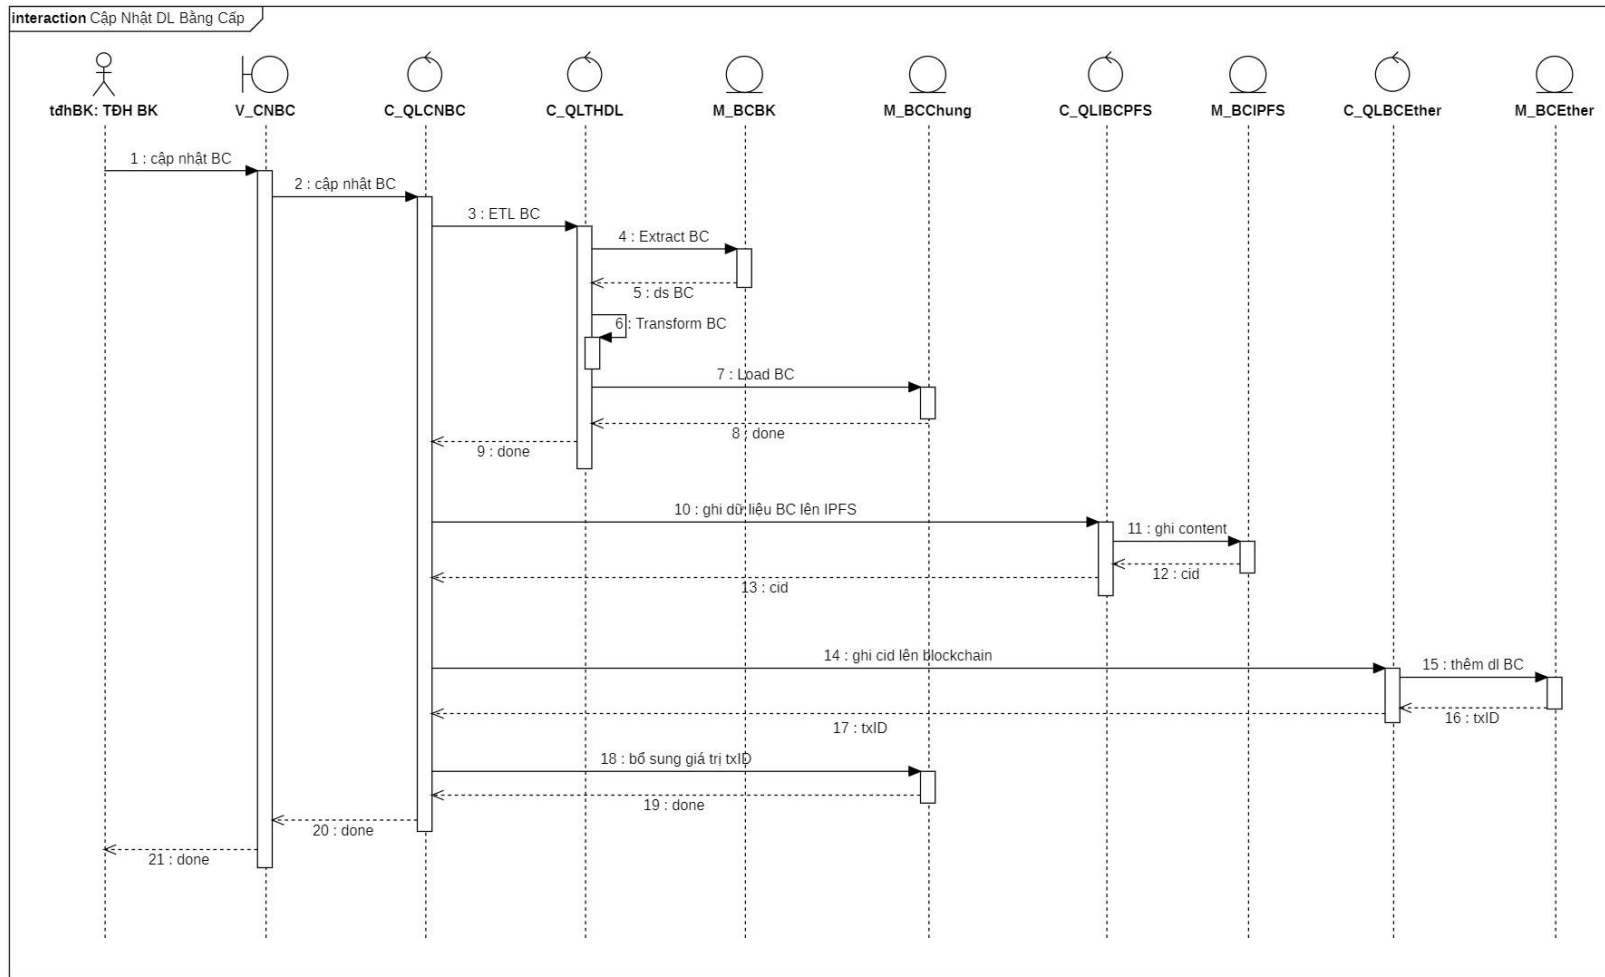 interaction Cập Nhật DL Bằng Cấp
tđhBK: TĐH BK
V_CNBC
C_QLCNBC
C_QLTHDL
M_BCBK
M_BCChung
C_QLIBCPFS
M_BCIPFS
C_QLBCEther
M_BCEther
1 : cập nhật BC
2 : cập nhật BC
3 : ETL BC
4 : Extract BC
5 : ds BC
6 : Transform BC
7 : Load BC
8 : done
9 : done
10 : ghi dữ liệu BC lên IPFS
11 : ghi content
12 : cid
13 : cid
14 : ghi cid lên blockchain
15 : thêm dl BC
16 : txID
17 : txID
18 : bổ sung giá trị txID
19 : done
20 : done
21 : done